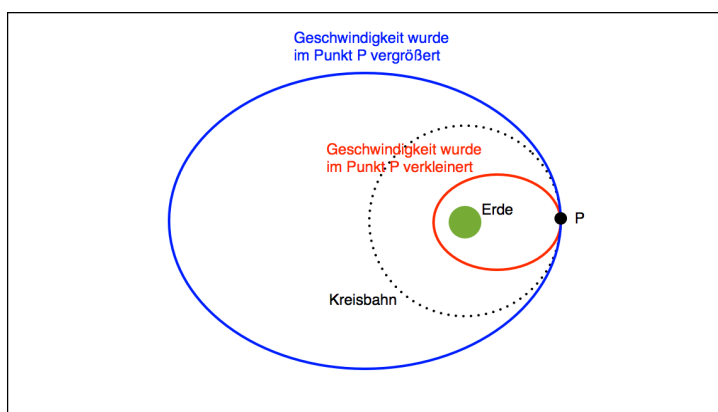 Geschwindigkeit wurde
im Punkt P vergrößert
Geschwindigkeit wurde
im Punkt P verkleinert
Erde
P
Kreisbahn